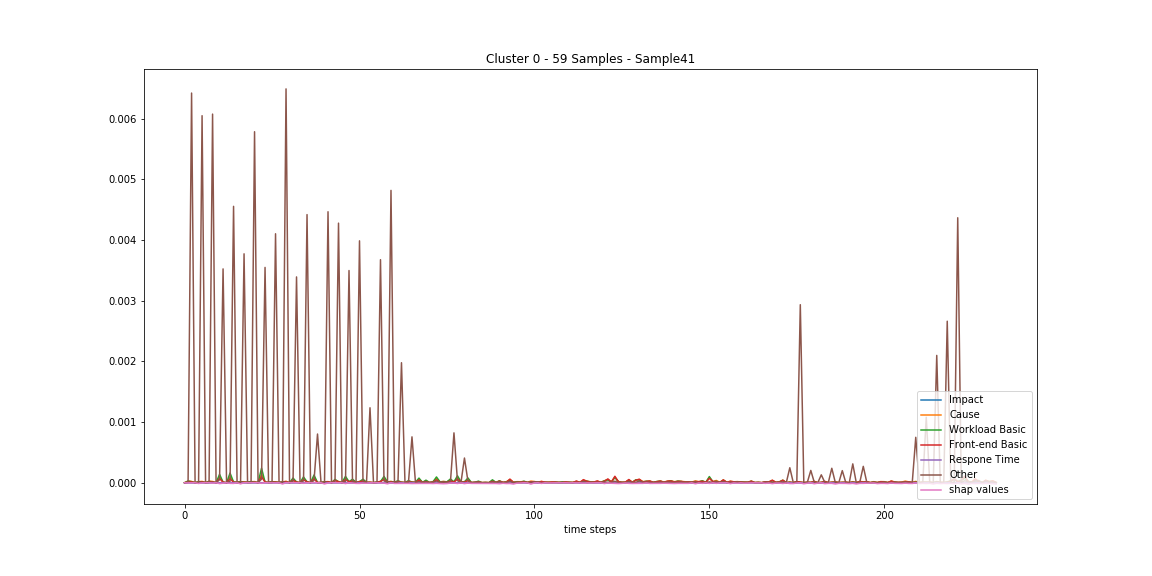 Cluster 0 - 59 Samples - Sample41
0.006
0.005
0.004
0.003
0.002
0.001
0.000
Impact
Cause
Workload Basic
Front-end Basic
Respone Time
Other
shap values
0
50
100
150
200
time steps